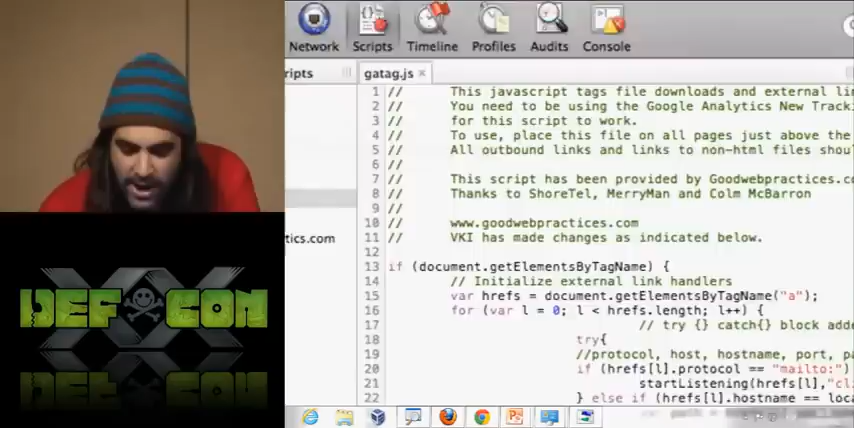 Network Scripts Timeline Profiles Audits Console
ripts gatag.js ×
1 // This javascript tags file downloads and external lin
2 // You need to be using the Google Analytics New Track
3 // for this script to work.
4 // To use, place this file on all pages just above the
5 // All outbound links and links to non-html files shou
6 //
7 // This script has been provided by Goodwebpractices.co
8 // Thanks to ShoreTel, MerryMan and Colm McBarron
9 //
10 // www.goodwebpractices.com
tics.com
11 // VKI has made changes as indicated below.
12
13 if (document.getElementsByTagName) {
14 // Initialize external link handlers
15 var hrefs = document.getElementsByTagName("a");
16 for (var l = 0; l < hrefs.length; l++) {
17 // try {} catch{} block adde
18 try{
19 //protocol, host, hostname, port, pa
20 if (hrefs[l].protocol == "mailto:")
21 startListening(hrefs[l],"cli
22 } else if (hrefs[l].hostname == loca
DEF CON
XX